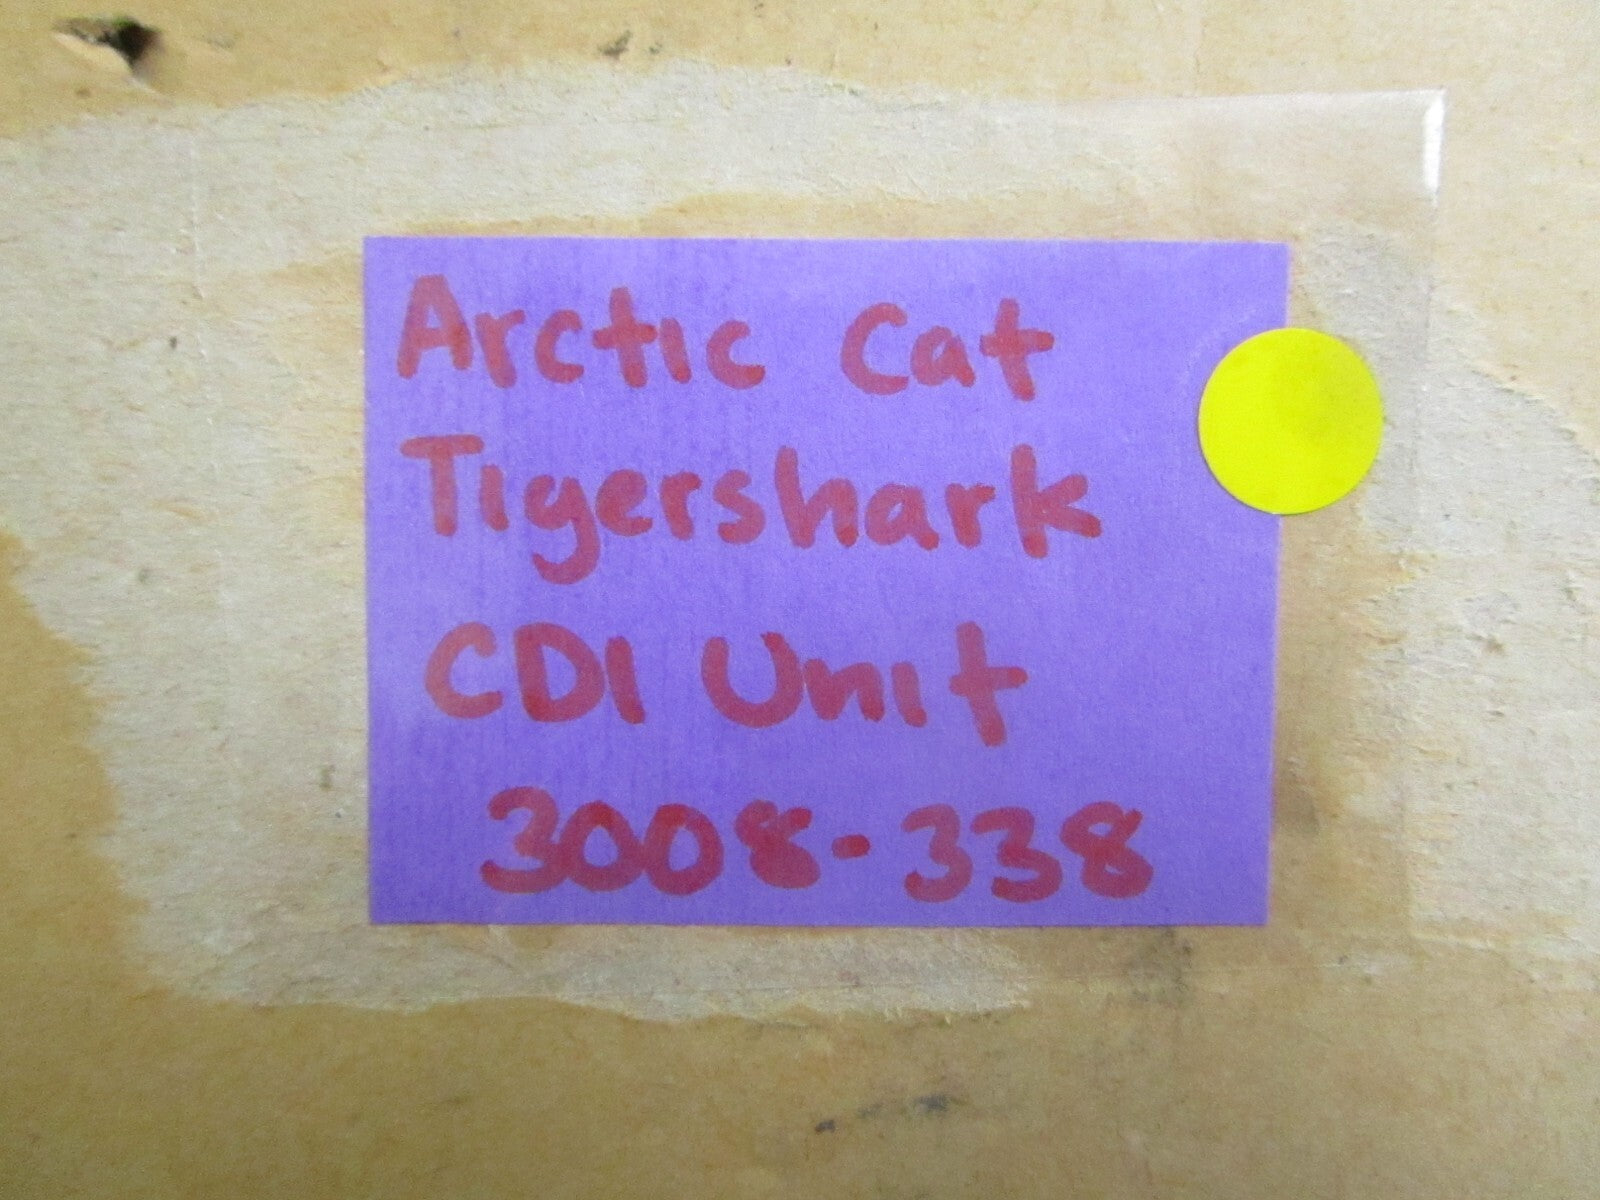 Arctic Cat
Tigershark
CDI Unit
3008-338